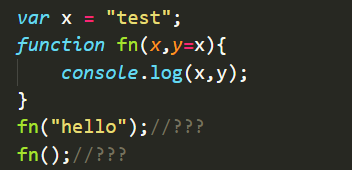 var x = "test";
function fn(x,y=x){
    console.log(x,y);
}
fn("hello");//???
fn();//???